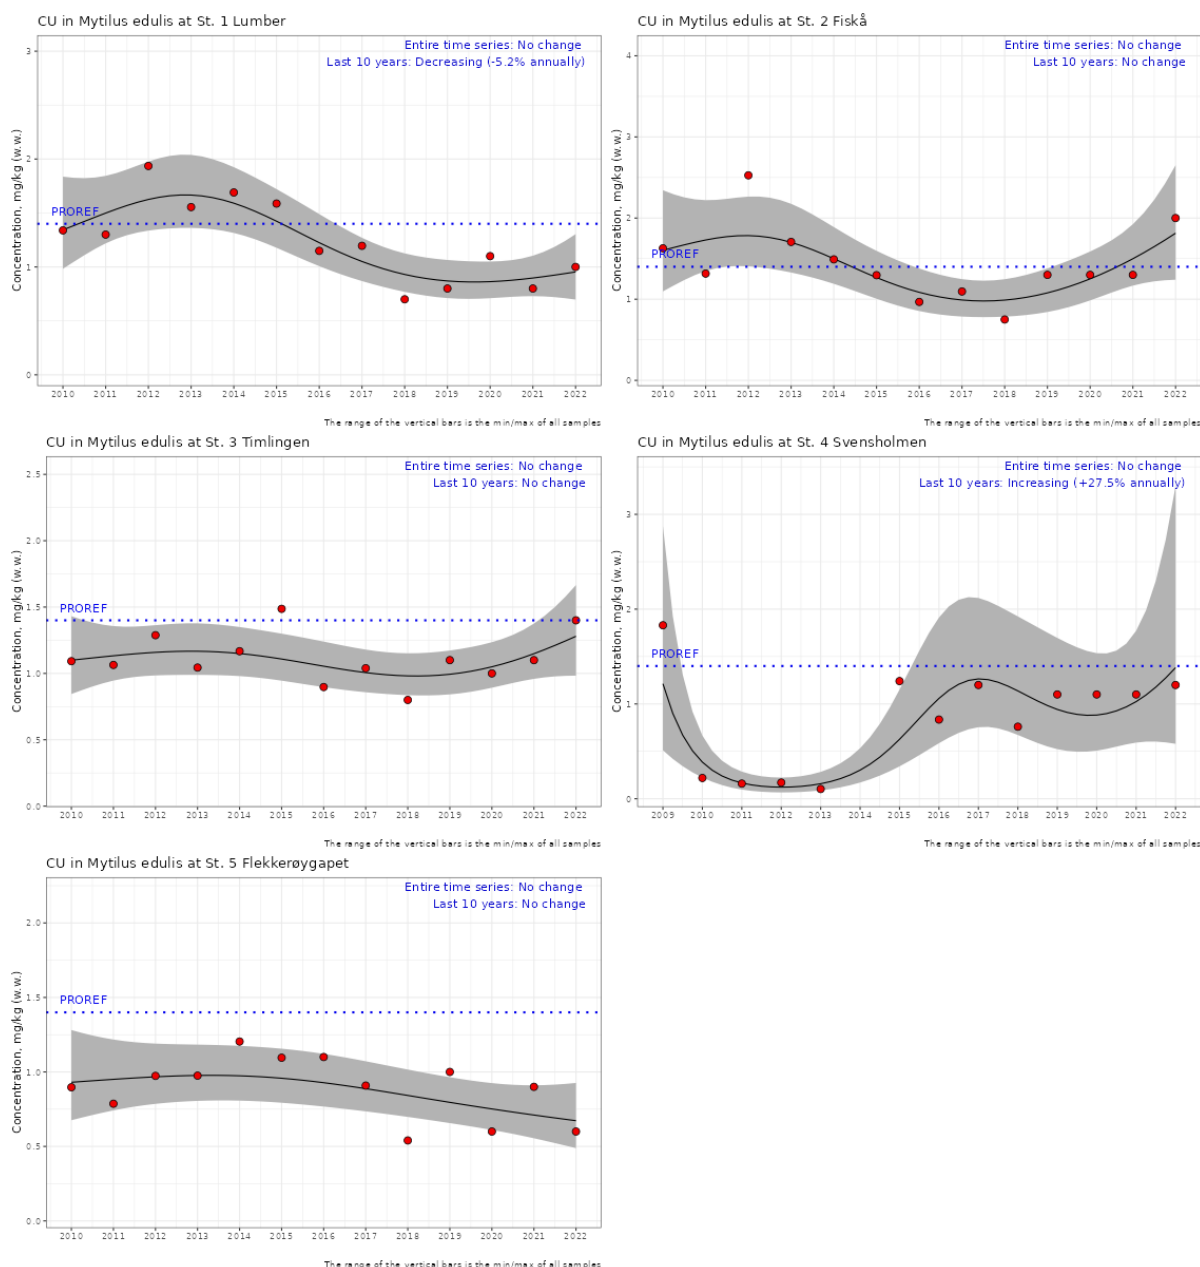 CU in Mytilus edulis at St. 1 Lumber
Entire time series: No change
Last 10 years: Decreasing (-5.2% annually)
PROREF
Concentration, mg/kg (w.w.)
3
2
1
0
2010 2011 2012 2013 2014 2015 2016 2017 2018 2019 2020 2021 2022
The range of the vertical bars is the min/max of all samples
CU in Mytilus edulis at St. 2 Fiskå
Entire time series: No change
Last 10 years: No change
PROREF
Concentration, mg/kg (w.w.)
4
3
2
1
0
2010 2011 2012 2013 2014 2015 2016 2017 2018 2019 2020 2021 2022
The range of the vertical bars is the min/max of all samples
CU in Mytilus edulis at St. 3 Timlingen
Entire time series: No change
Last 10 years: No change
PROREF
Concentration, mg/kg (w.w.)
2.5
2.0
1.5
1.0
0.5
0.0
2010 2011 2012 2013 2014 2015 2016 2017 2018 2019 2020 2021 2022
The range of the vertical bars is the min/max of all samples
CU in Mytilus edulis at St. 4 Svensholmen
Entire time series: No change
Last 10 years: Increasing (+27.5% annually)
PROREF
Concentration, mg/kg (w.w.)
3
2
1
0
2009 2010 2011 2012 2013 2014 2015 2016 2017 2018 2019 2020 2021 2022
The range of the vertical bars is the min/max of all samples
CU in Mytilus edulis at St. 5 Flekkerøygapet
Entire time series: No change
Last 10 years: No change
PROREF
Concentration, mg/kg (w.w.)
2.0
1.5
1.0
0.5
0.0
2010 2011 2012 2013 2014 2015 2016 2017 2018 2019 2020 2021 2022
The range of the vertical bars is the min/max of all samples